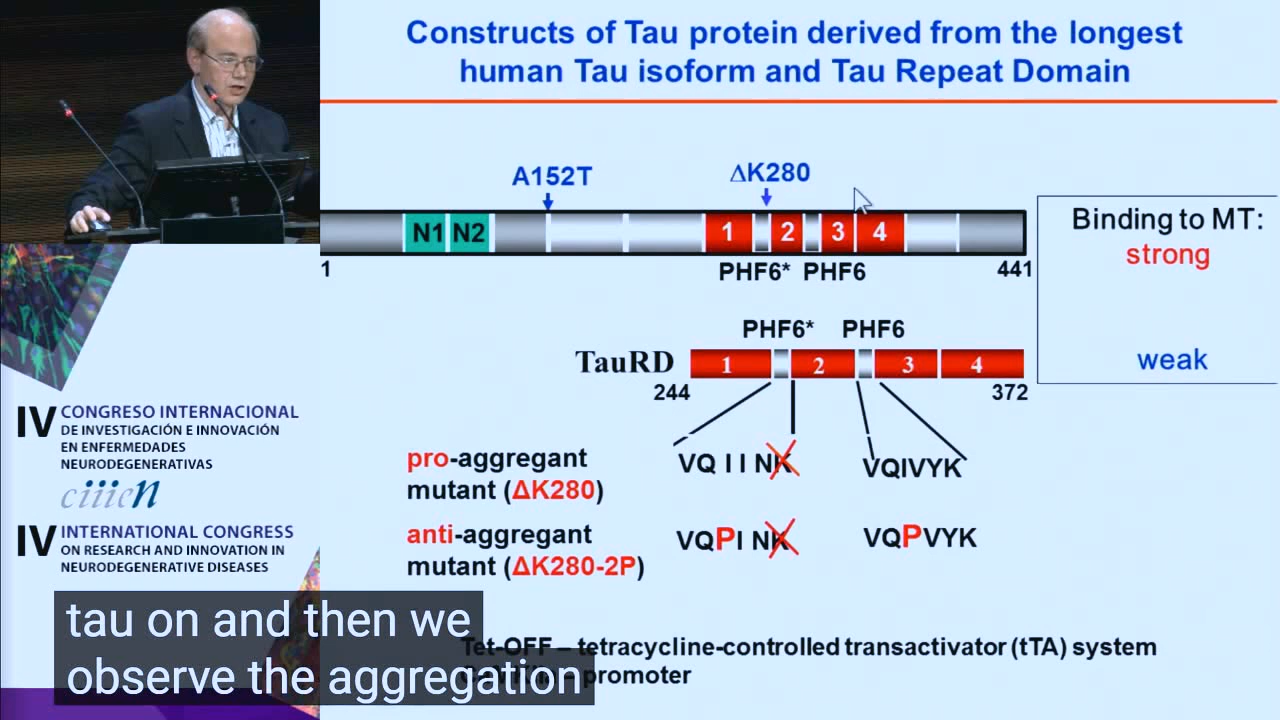 Constructs of Tau protein derived from the longest
human Tau isoform and Tau Repeat Domain
A152T
ΔK280
N1 N2 1 2 3 4
PHF6* PHF6
1
441
Binding to MT:
strong
weak
PHF6* PHF6
TauRD 1 2 3 4
244
372
pro-aggregant
mutant (ΔK280)
VQ I I NK
VQIVYK
anti-aggregant
mutant (ΔK280-2P)
VQPI NK
VQPVYK
Tet-OFF – tetracycline-controlled transactivator (tTA) system
promoter
IV CONGRESO INTERNACIONAL
DE INVESTIGACIÓN E INNOVACIÓN
EN ENFERMEDADES
NEURODEGENERATIVAS
ciiien
IV INTERNATIONAL CONGRESS
ON RESEARCH AND INNOVATION IN
NEURODEGENERATIVE DISEASES
tau on and then we
observe the aggregation